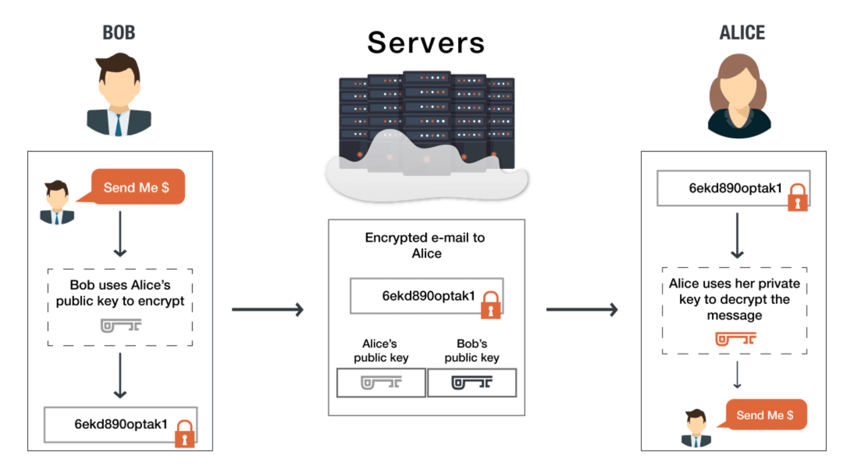 BOB
Servers
ALICE
Send Me $
Bob uses Alice's
public key to encrypt
6ekd890optak1
Encrypted e-mail to
Alice
6ekd890optak1
Alice's
public key
Bob's
public key
6ekd890optak1
Alice uses her private
key to decrypt the
message
Send Me $